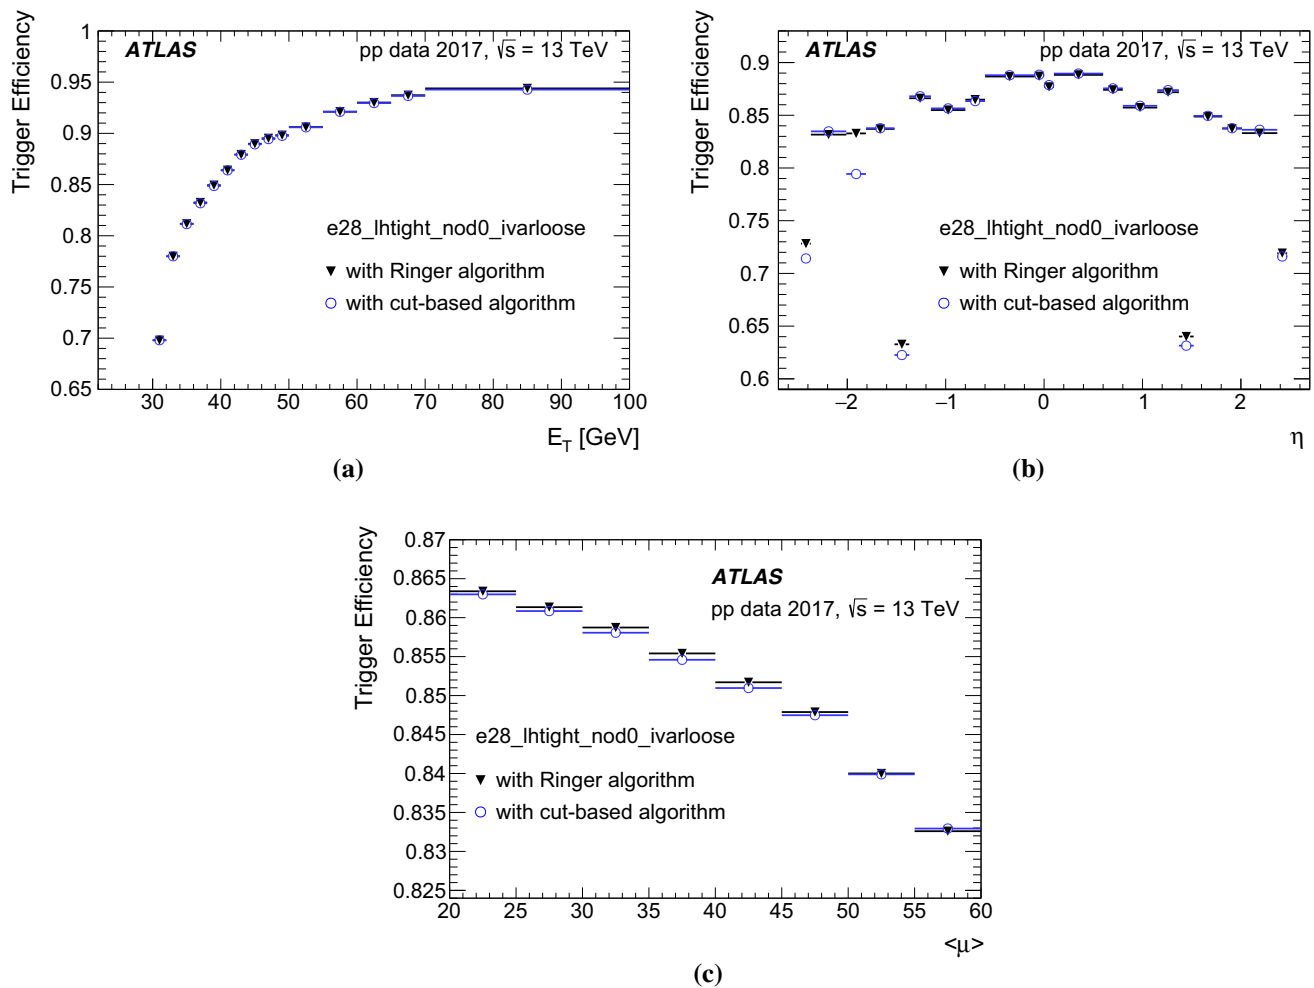 Trigger Efficiency
1
0.95
0.9
0.85
0.8
0.75
0.7
0.65
ATLAS
pp data 2017, √s = 13 TeV
e28_lhtight_nod0_ivarloose
with Ringer algorithm
with cut-based algorithm
30 40 50 60 70 80 90 100
E_T [GeV]
(a)
Trigger Efficiency
0.9
0.85
0.8
0.75
0.7
0.65
0.6
ATLAS
pp data 2017, √s = 13 TeV
e28_lhtight_nod0_ivarloose
with Ringer algorithm
with cut-based algorithm
−2 −1 0 1 2
η
(b)
Trigger Efficiency
0.87
0.865
0.86
0.855
0.85
0.845
0.84
0.835
0.83
0.825
ATLAS
pp data 2017, √s = 13 TeV
e28_lhtight_nod0_ivarloose
with Ringer algorithm
with cut-based algorithm
20 25 30 35 40 45 50 55 60
<μ>
(c)